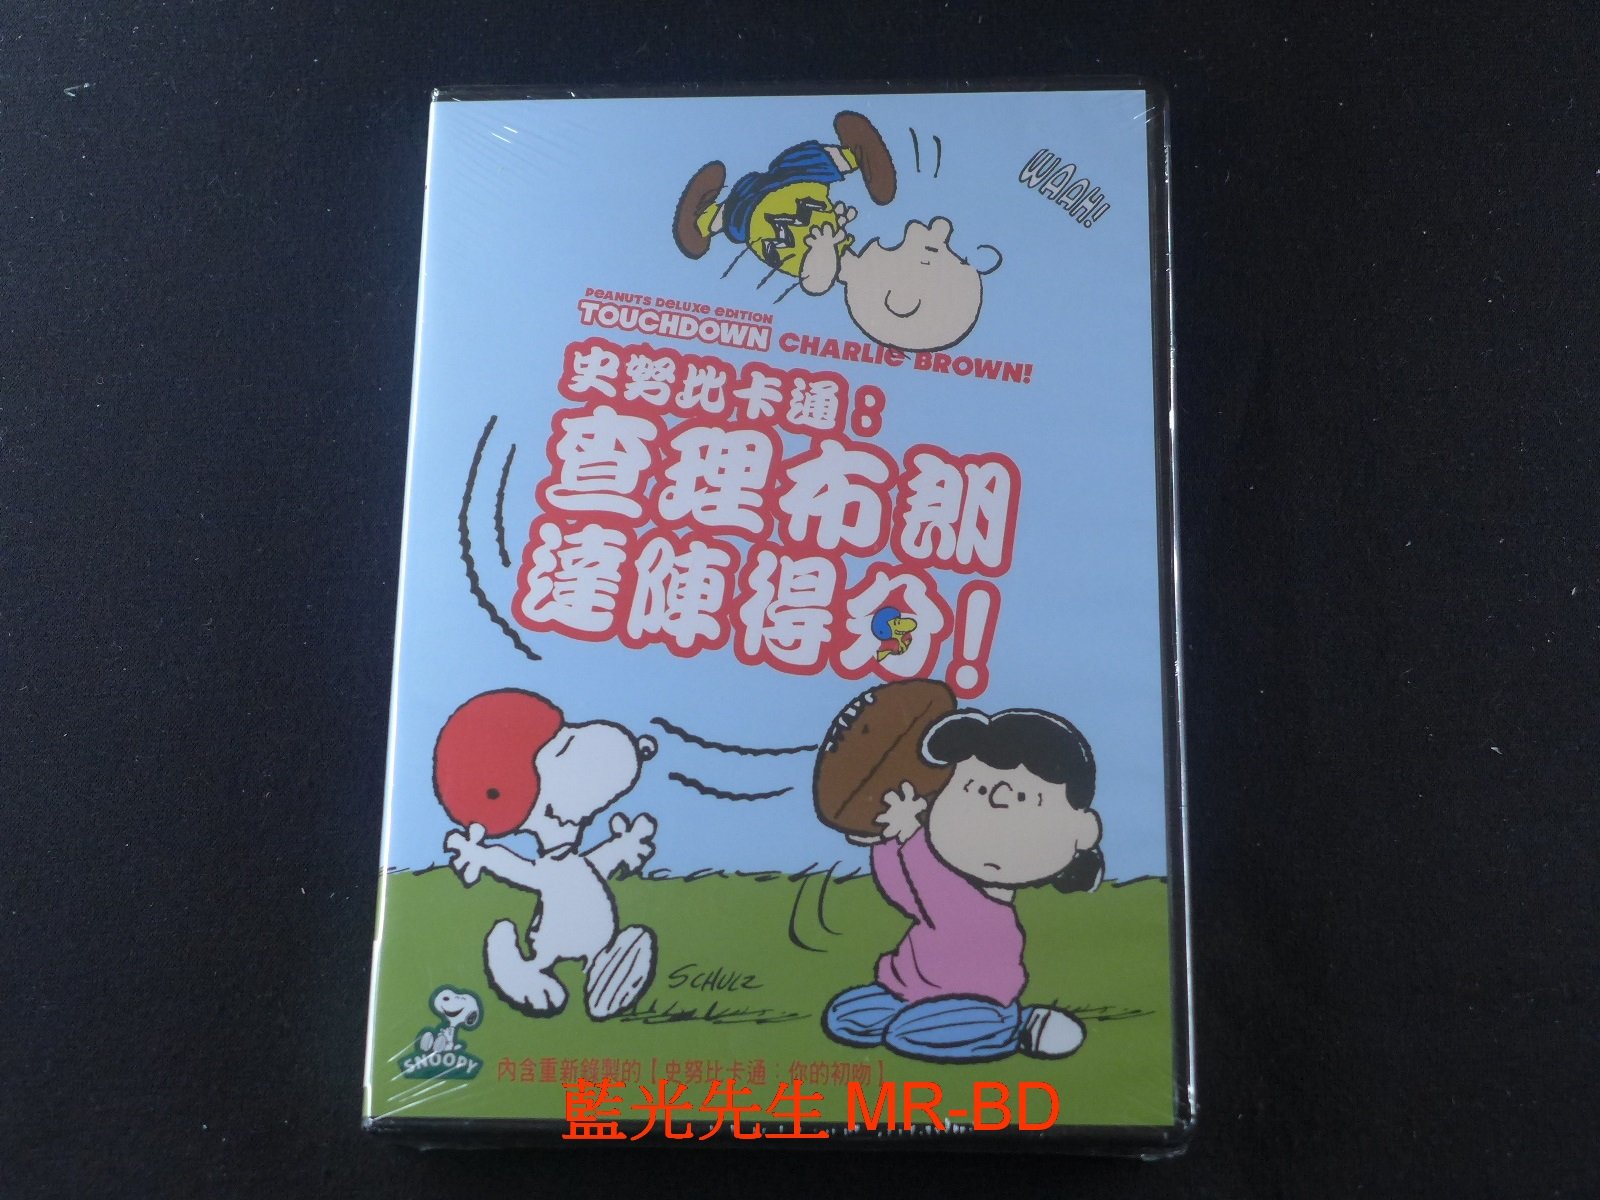 WAAH!
PEANUTS DELUXE EDITION
TOUCHDOWN CHARLIE BROWN!
史努比卡通：
查理布朗
達陣得分！
SCHULZ
SNOOPY
內含重新錄製的【史努比卡通：你的初吻】
藍光先生 MR-BD